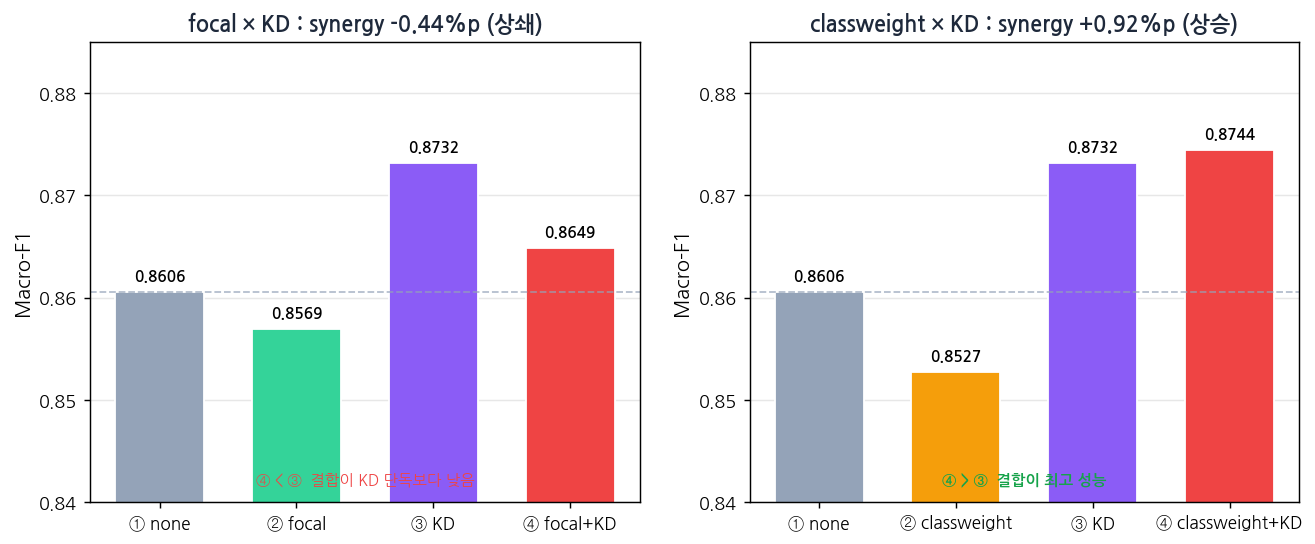 focal × KD : synergy -0.44%p (상쇄)
Macro-F1
0.88
0.87
0.86
0.85
0.84
0.8606
0.8569
0.8732
0.8649
④ < ③ 결합이 KD 단독보다 낮음
① none
② focal
③ KD
④ focal+KD
classweight × KD : synergy +0.92%p (상승)
Macro-F1
0.88
0.87
0.86
0.85
0.84
0.8606
0.8527
0.8732
0.8744
④ > ③ 결합이 최고 성능
① none
② classweight
③ KD
④ classweight+KD